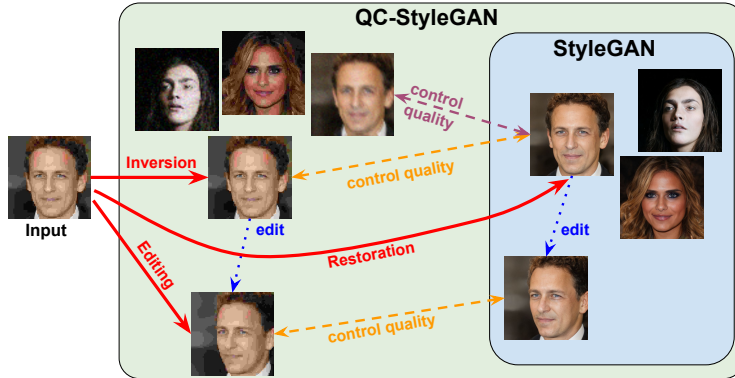 QC-StyleGAN
StyleGAN
control
quality
Inversion
control quality
Input
edit
edit
Restoration
Editing
control quality